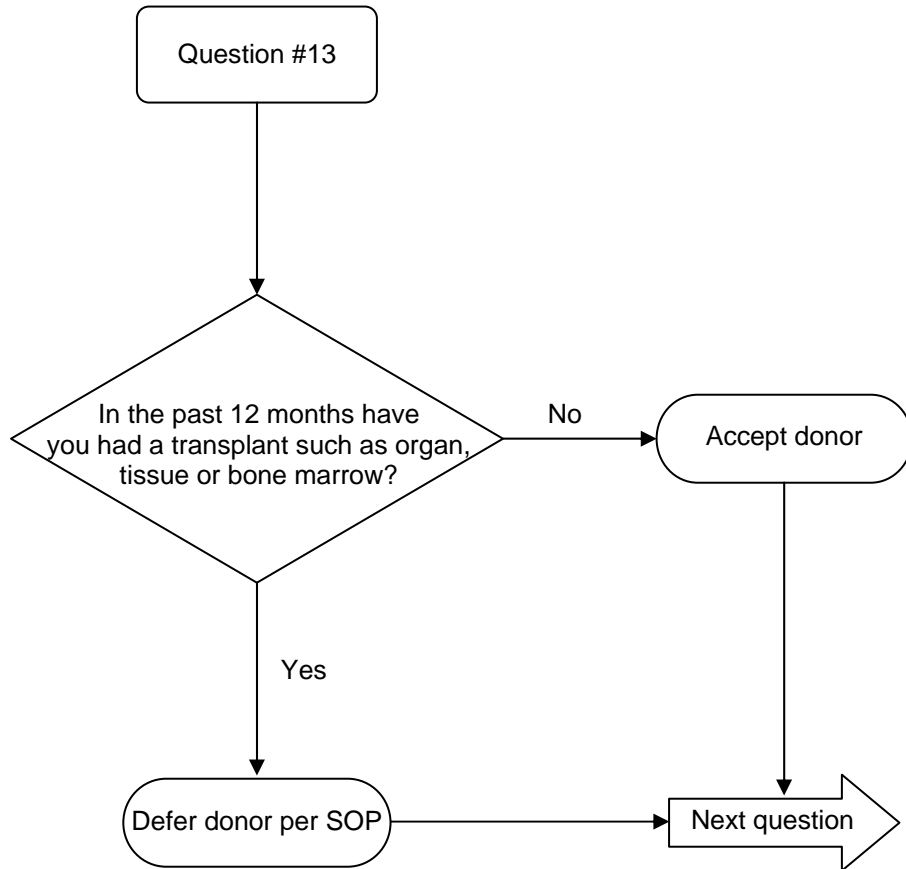 Question #13
In the past 12 months have
you had a transplant such as organ,
tissue or bone marrow?
No
Accept donor
Yes
Defer donor per SOP
Next question